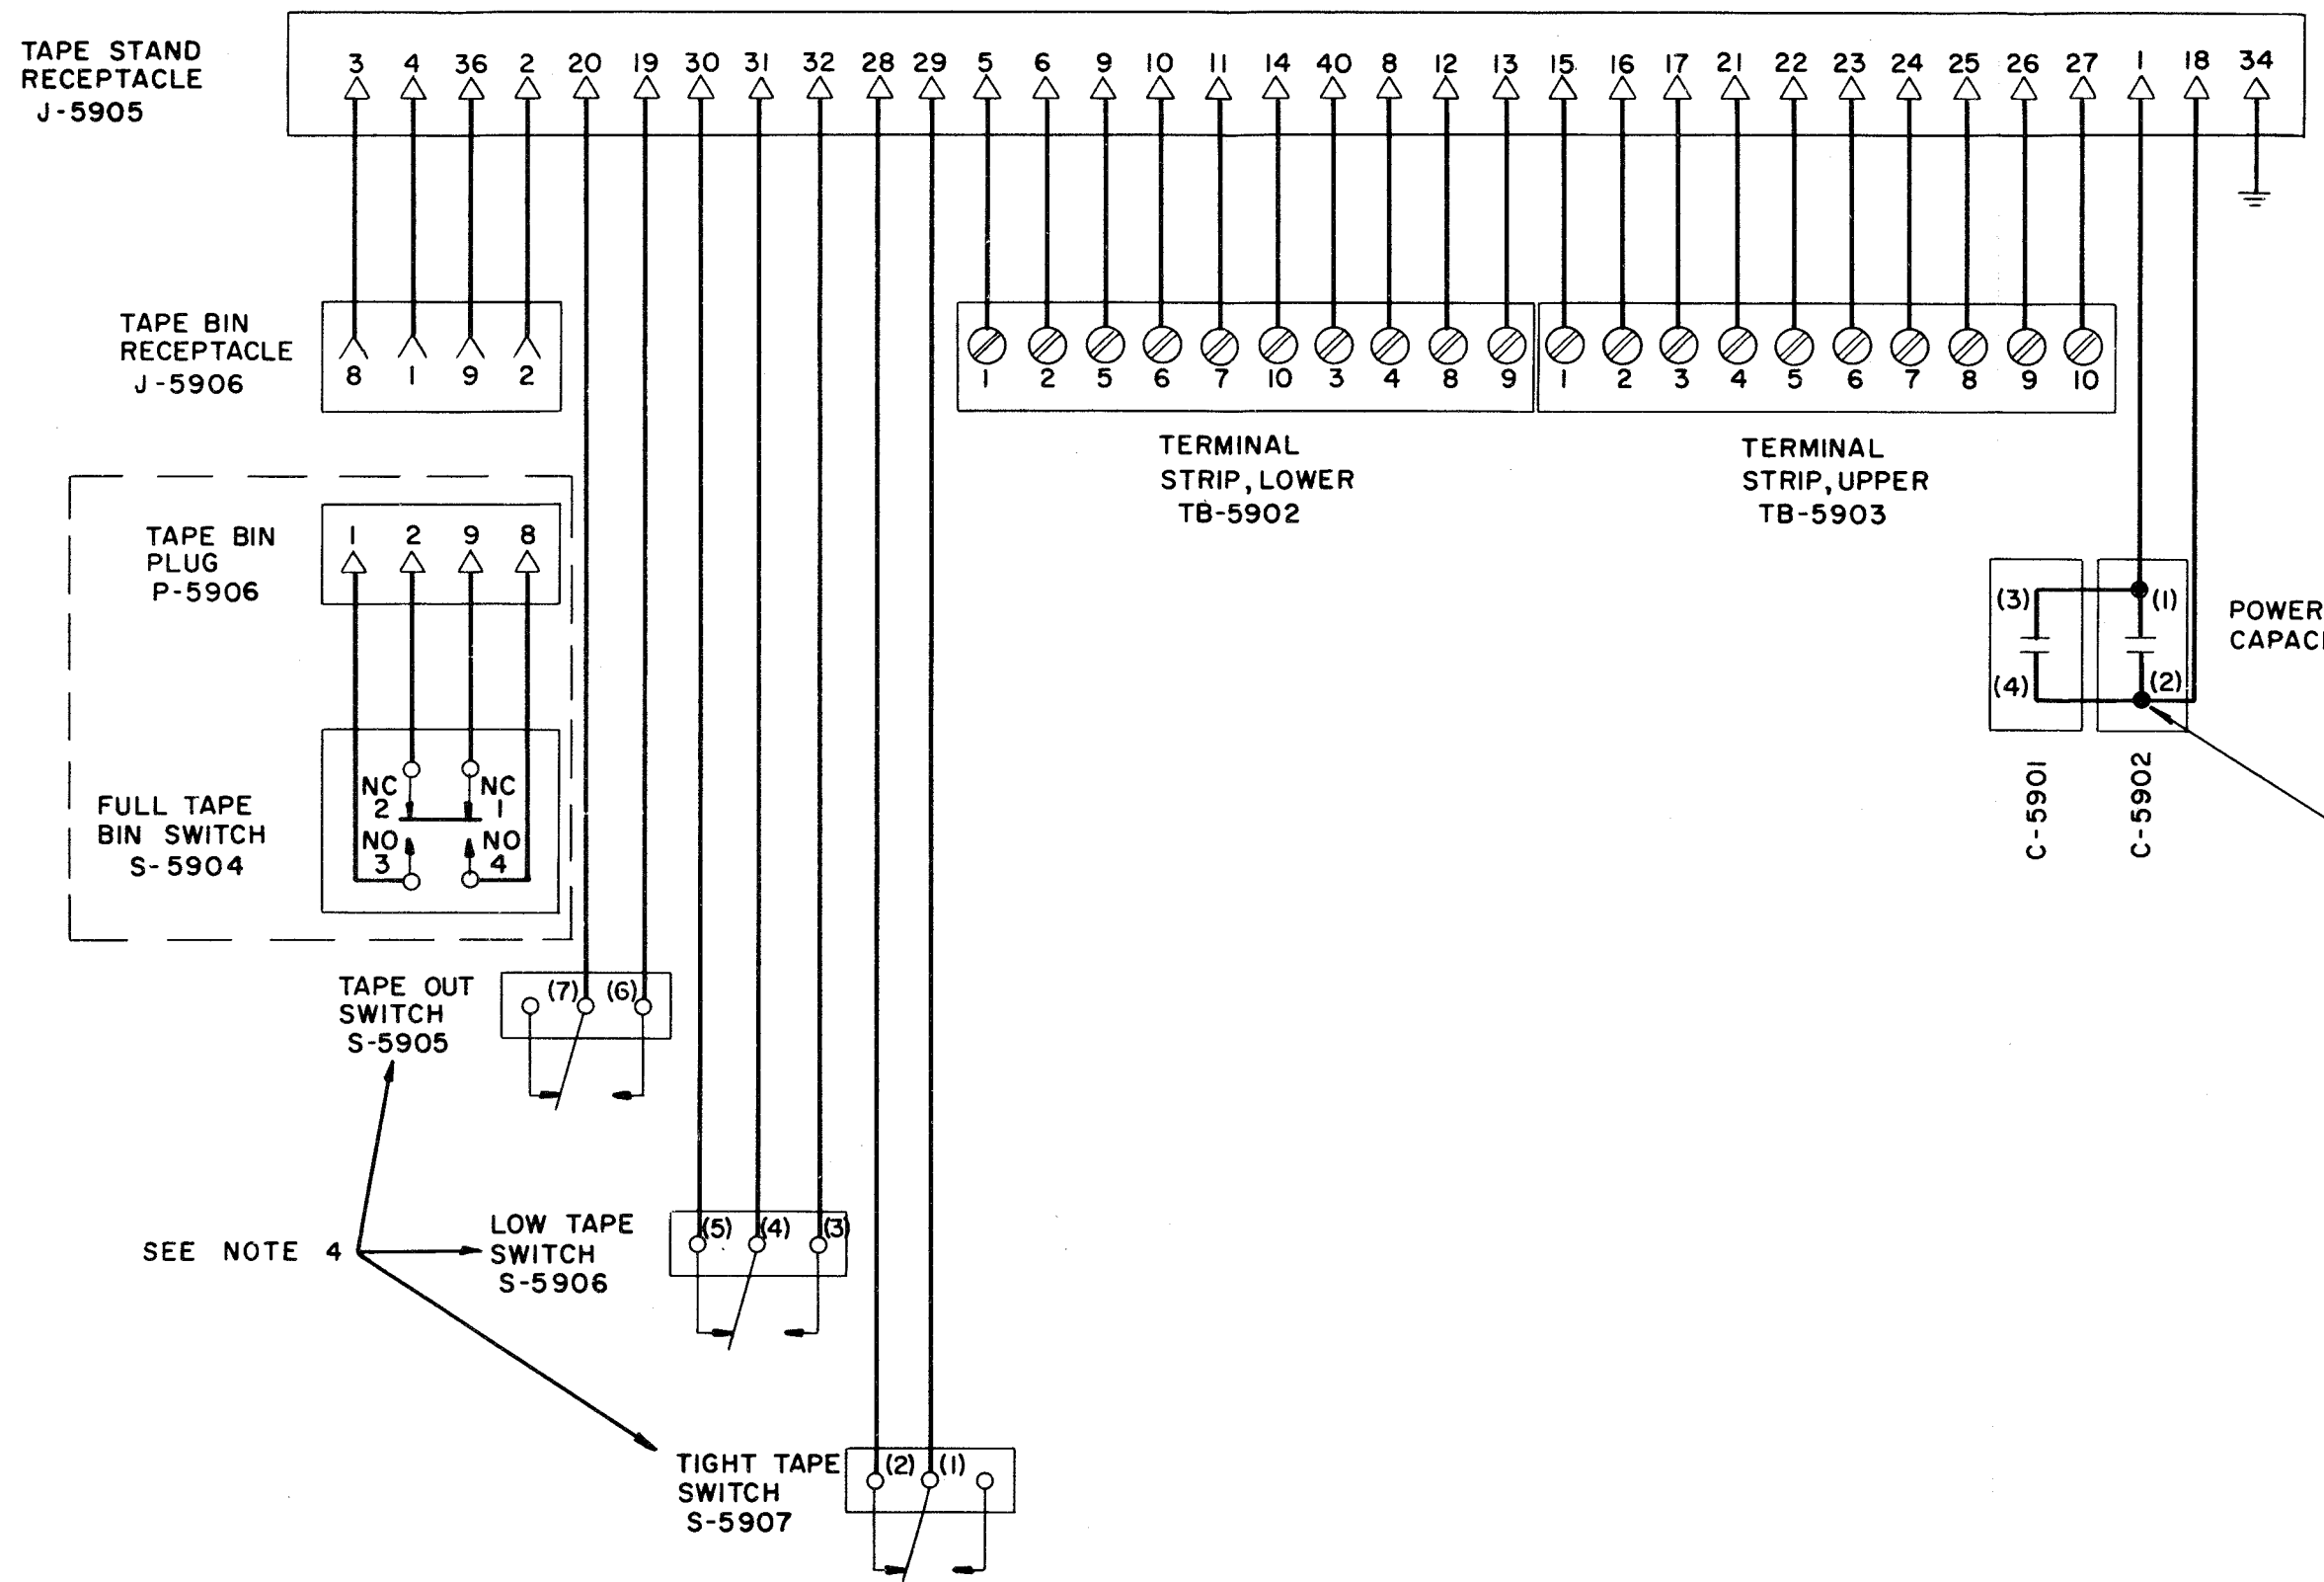 TAPE STAND
RECEPTACLE
J-5905
3 4 36 2 20 19 30 31 32 28 29 5 6 9 10 11 14 40 8 12 13 15 16 17 21 22 23 24 25 26 27 1 18 34
TAPE BIN
RECEPTACLE
J-5906
8 1 9 2
1 2 5 6 7 10 3 4 8 9
1 2 3 4 5 6 7 8 9 10
TERMINAL
STRIP, LOWER
TB-5902
TERMINAL
STRIP, UPPER
TB-5903
TAPE BIN
PLUG
P-5906
1 2 9 8
(3) (1)
(4) (2)
POWER
CAPACI
C-5901
C-5902
FULL TAPE
BIN SWITCH
S-5904
NC
2
NC
1
NO
3
NO
4
TAPE OUT
SWITCH
S-5905
(7) (6)
SEE NOTE 4
LOW TAPE
SWITCH
S-5906
(5) (4) (3)
TIGHT TAPE
SWITCH
S-5907
(2) (1)